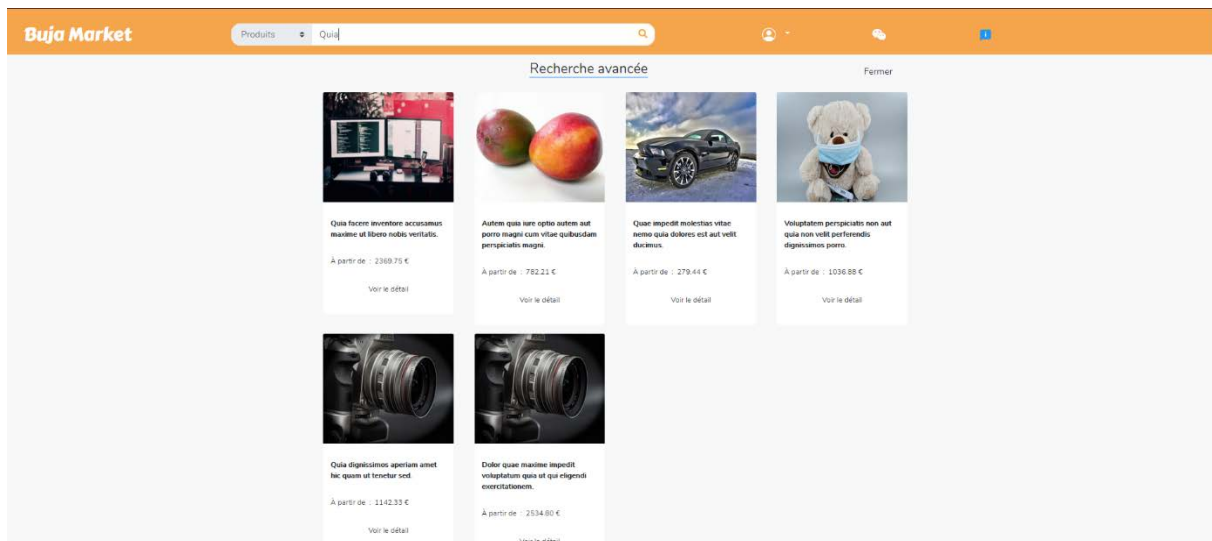 Buja Market
Produits
Quia
Recherche avancée
Fermer
Quia facere inventore accusamus
maxime ut libero nobis veritatis.
À partir de : 2369.75 €
Voir le détail
Autem quia iure optio autem aut
porro magni cum vitae quibusdam
perspiciatis magni.
À partir de : 782.21 €
Voir le détail
Quae impedit molestias vitae
nemo quia dolores est aut velit
ducimus.
À partir de : 279.44 €
Voir le détail
Voluptatem perspiciatis non aut
quia non velit perferendis
dignissimos porro.
À partir de : 1036.88 €
Voir le détail
Quia dignissimos aperiam amet
hic quam ut tenetur sed.
À partir de : 1142.33 €
Voir le détail
Dolor quae maxime impedit
voluptatum quia ut qui eligendi
exercitationem.
À partir de : 2534.80 €
Voir le détail